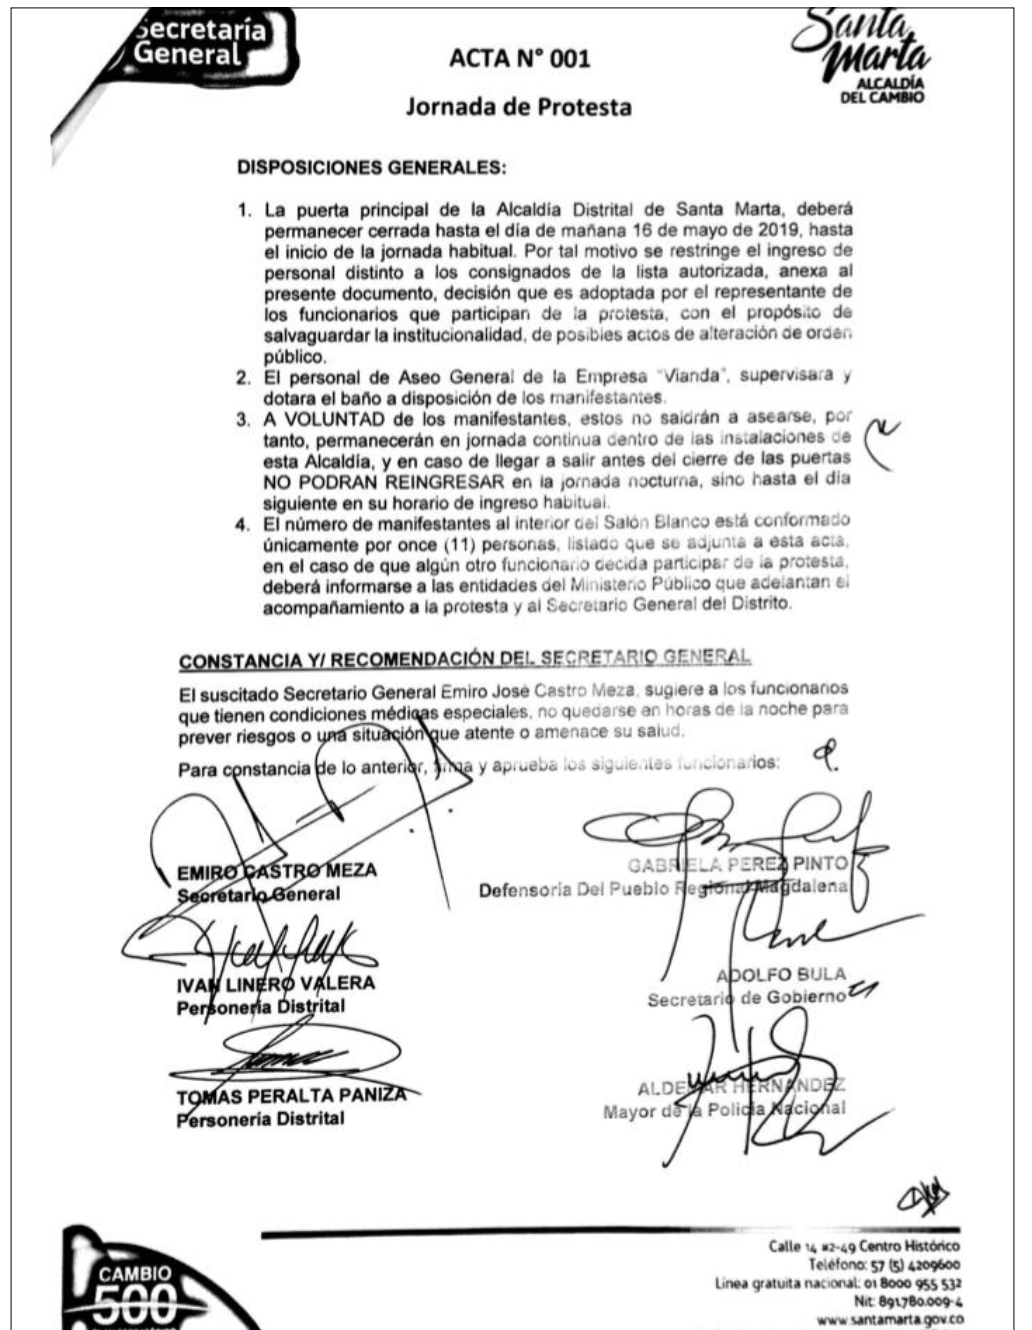 Secretaría
General
Santa
Marta
ALCALDÍA
DEL CAMBIO
ACTA N° 001
Jornada de Protesta
DISPOSICIONES GENERALES:
1. La puerta principal de la Alcaldía Distrital de Santa Marta, deberá
permanecer cerrada hasta el día de mañana 16 de mayo de 2019, hasta
el inicio de la jornada habitual. Por tal motivo se restringe el ingreso de
personal distinto a los consignados de la lista autorizada, anexa al
presente documento, decisión que es adoptada por el representante de
los funcionarios que participan de la protesta, con el propósito de
salvaguardar la institucionalidad, de posibles actos de alteración de orden
público.
2. El personal de Aseo General de la Empresa "Vianda", supervisara y
dotara el baño a disposición de los manifestantes.
3. A VOLUNTAD de los manifestantes, estos no saldrán a asearse, por
tanto, permanecerán en jornada continua dentro de las instalaciones de
esta Alcaldía, y en caso de llegar a salir antes del cierre de las puertas
NO PODRAN REINGRESAR en la jornada nocturna, sino hasta el día
siguiente en su horario de ingreso habitual.
4. El número de manifestantes al interior del Salón Blanco está conformado
únicamente por once (11) personas, listado que se adjunta a esta acta,
en el caso de que algún otro funcionario decida participar de la protesta,
deberá informarse a las entidades del Ministerio Público que adelantan el
acompañamiento a la protesta y al Secretario General del Distrito.
CONSTANCIA Y/ RECOMENDACIÓN DEL SECRETARIO GENERAL
El suscitado Secretario General Emiro José Castro Meza, sugiere a los funcionarios
que tienen condiciones médicas especiales, no quedarse en horas de la noche para
prever riesgos o una situación que atente o amenace su salud.
Para constancia de lo anterior, firma y aprueba los siguientes funcionarios:
EMIRO CASTRO MEZA
Secretario General
GABRIELA PEREZ PINTO
Defensoria Del Pueblo Regional Magdalena
IVAN LINERO VALERA
Personería Distrital
ADOLFO BULA
Secretario de Gobierno
TOMAS PERALTA PANIZA
Personería Distrital
ALDEMAR HERNANDEZ
Mayor de la Policía Nacional
CAMBIO
500
Calle 14 #2-49 Centro Histórico
Teléfono: 57 (5) 4209600
Línea gratuita nacional: 01 8000 955 532
Nit: 891.780.009-4
www.santamarta.gov.co